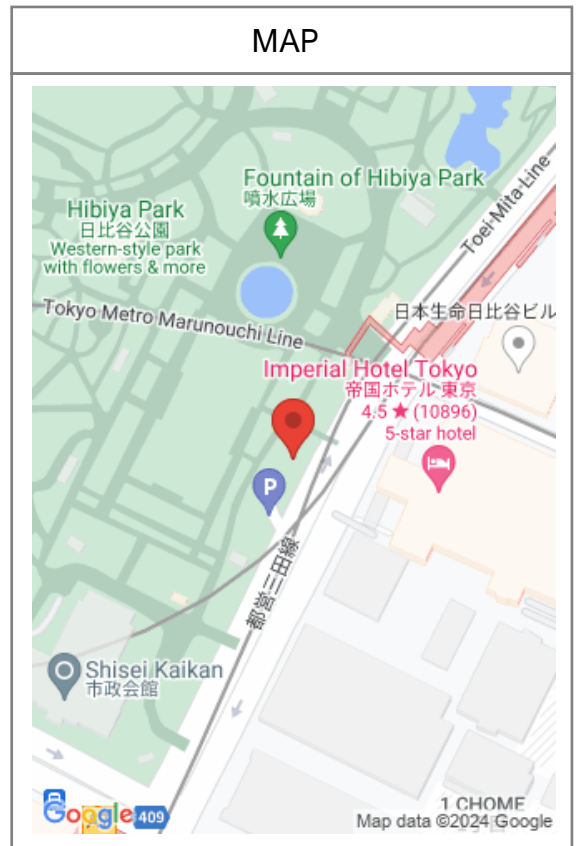 MAP
Fountain of Hibiya Park
噴水広場
Hibiya Park
日比谷公園
Western-style park
with flowers & more
Toei-Mita-Line
Tokyo Metro Marunouchi Line
日本生命日比谷ビル
Imperial Hotel Tokyo
帝国ホテル 東京
4.5 ★ (10896)
5-star hotel
P
都営三田線
Shisei Kaikan
市政会館
1 CHOME
Google
409
Map data ©2024 Google